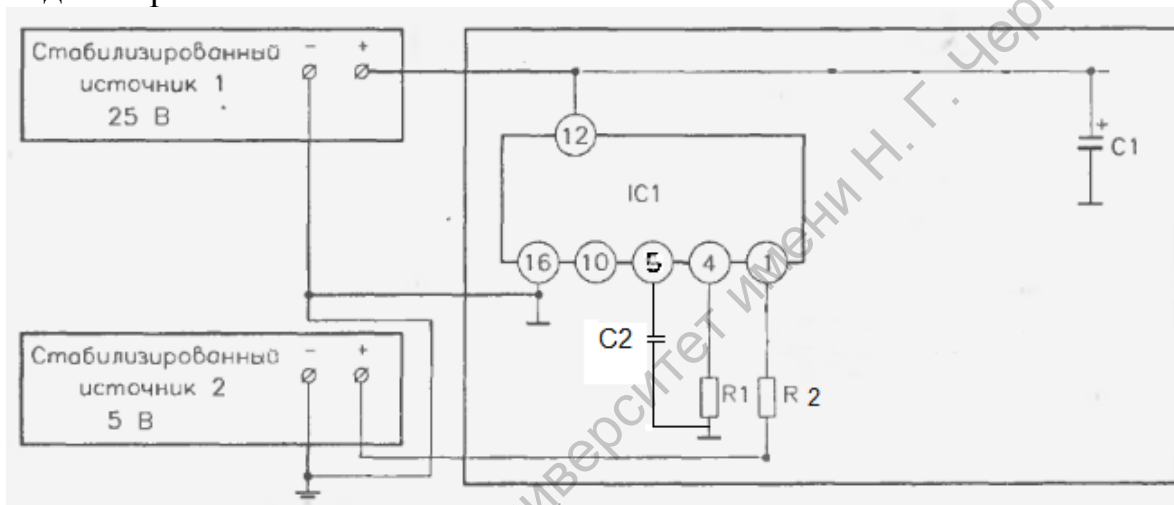 Стабилизированный
источник 1
25 В
- +
12
IC1
+
C1
16 10 5 4 1
C2
R1 R 2
Стабилизированный
источник 2
5 В
- +
имени Н. Г.